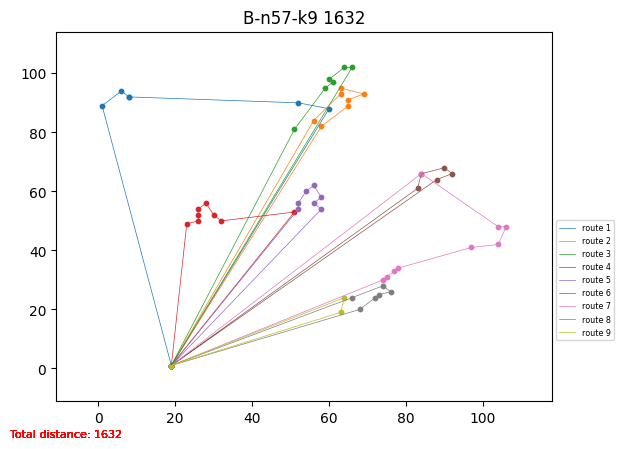 B-n57-k9 1632
100
80
60
40
20
0
0 20 40 60 80 100
route 1
route 2
route 3
route 4
route 5
route 6
route 7
route 8
route 9
Total distance: 1632